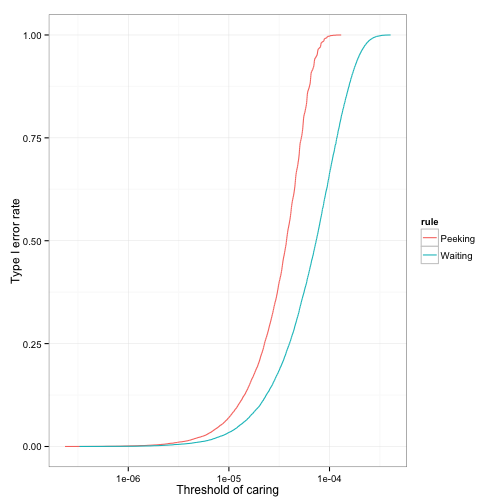 1.00
0.75
0.50
0.25
0.00
Type I error rate
1e-06
1e-05
1e-04
Threshold of caring
rule
Peeking
Waiting